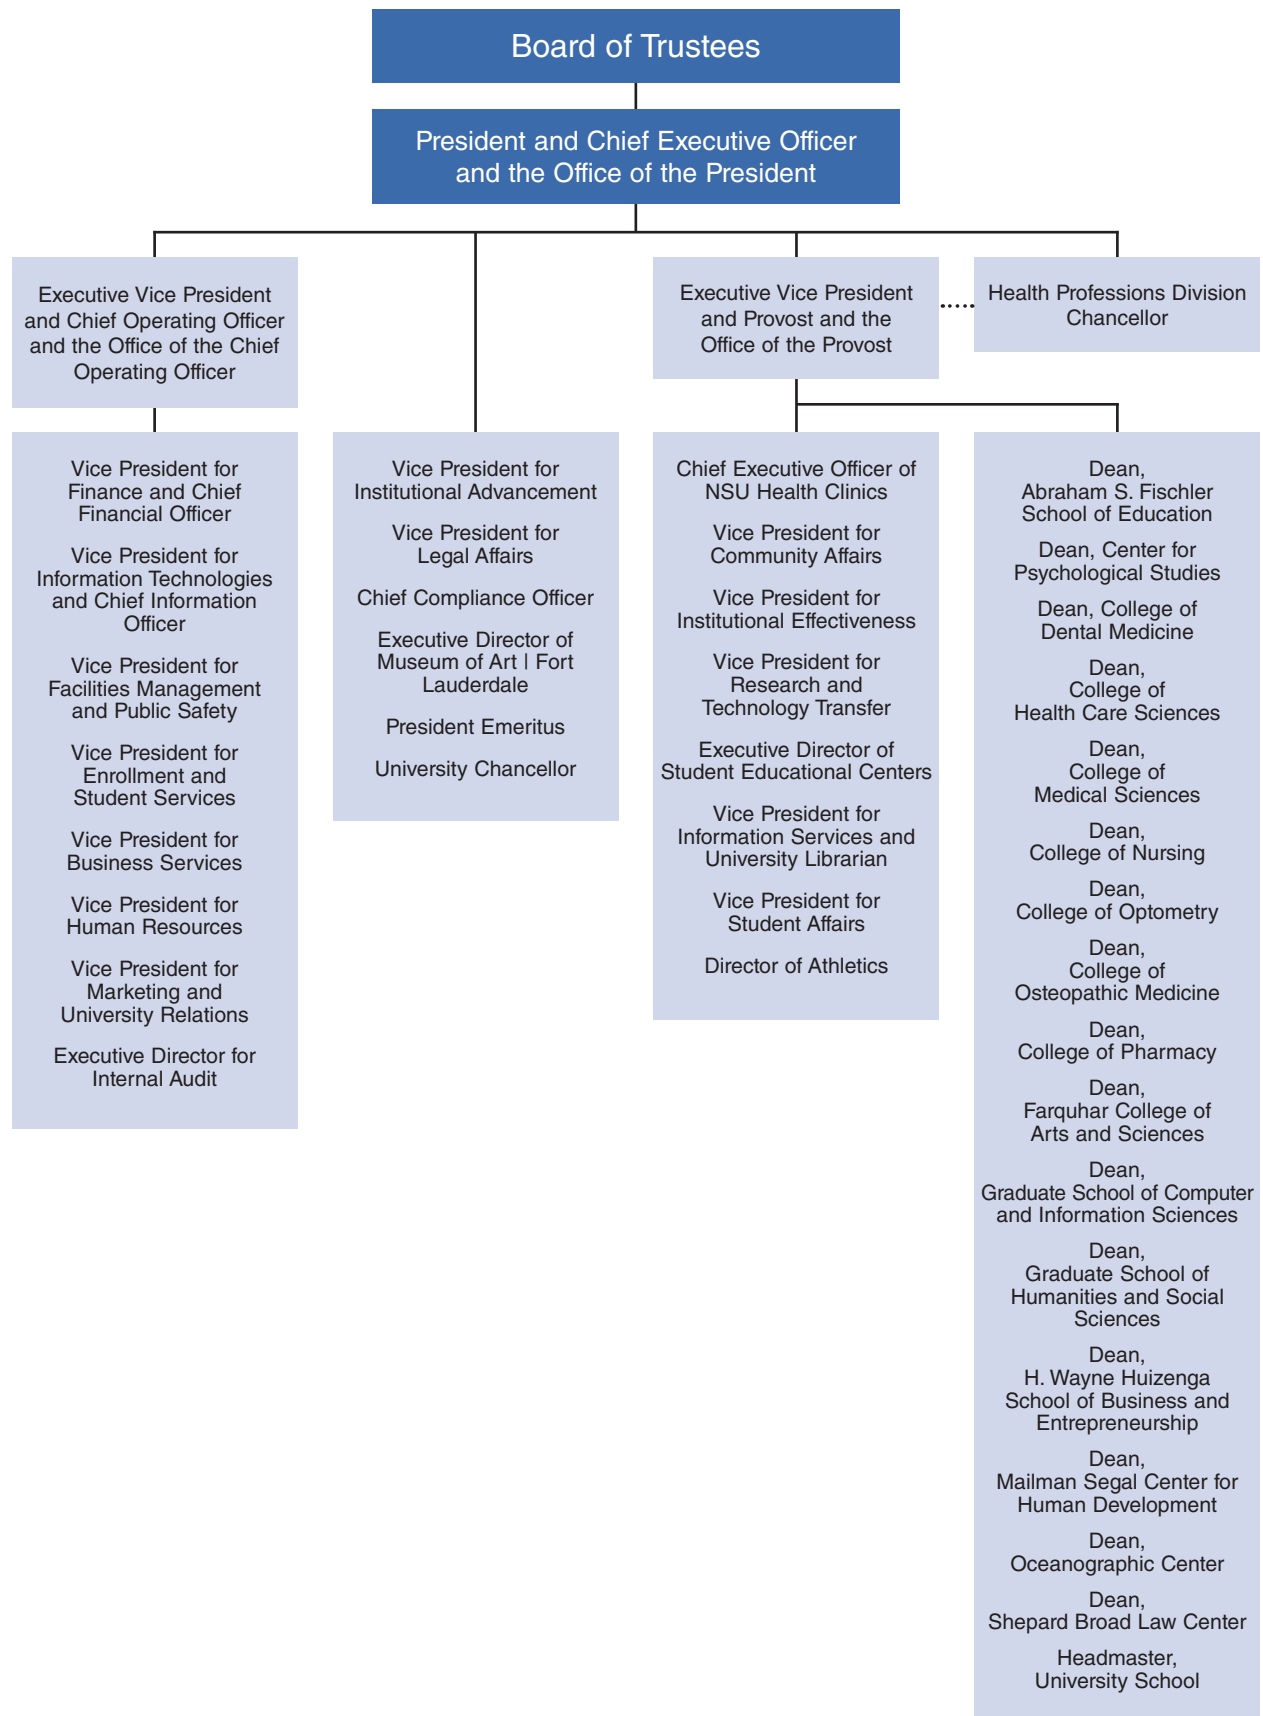 Board of Trustees
President and Chief Executive Officer
and the Office of the President
Executive Vice President
and Chief Operating Officer
and the Office of the Chief
Operating Officer
Executive Vice President
and Provost and the
Office of the Provost
Health Professions Division
Chancellor
Vice President for
Finance and Chief
Financial Officer
Vice President for
Information Technologies
and Chief Information
Officer
Vice President for
Facilities Management
and Public Safety
Vice President for
Enrollment and
Student Services
Vice President for
Business Services
Vice President for
Human Resources
Vice President for
Marketing and
University Relations
Executive Director for
Internal Audit
Vice President for
Institutional Advancement
Vice President for
Legal Affairs
Chief Compliance Officer
Executive Director of
Museum of Art | Fort
Lauderdale
President Emeritus
University Chancellor
Chief Executive Officer of
NSU Health Clinics
Vice President for
Community Affairs
Vice President for
Institutional Effectiveness
Vice President for
Research and
Technology Transfer
Executive Director of
Student Educational Centers
Vice President for
Information Services and
University Librarian
Vice President for
Student Affairs
Director of Athletics
Dean,
Abraham S. Fischler
School of Education
Dean, Center for
Psychological Studies
Dean, College of
Dental Medicine
Dean,
College of
Health Care Sciences
Dean,
College of
Medical Sciences
Dean,
College of Nursing
Dean,
College of Optometry
Dean,
College of
Osteopathic Medicine
Dean,
College of Pharmacy
Dean,
Farquhar College of
Arts and Sciences
Dean,
Graduate School of Computer
and Information Sciences
Dean,
Graduate School of
Humanities and Social
Sciences
Dean,
H. Wayne Huizenga
School of Business and
Entrepreneurship
Dean,
Mailman Segal Center for
Human Development
Dean,
Oceanographic Center
Dean,
Shepard Broad Law Center
Headmaster,
University School